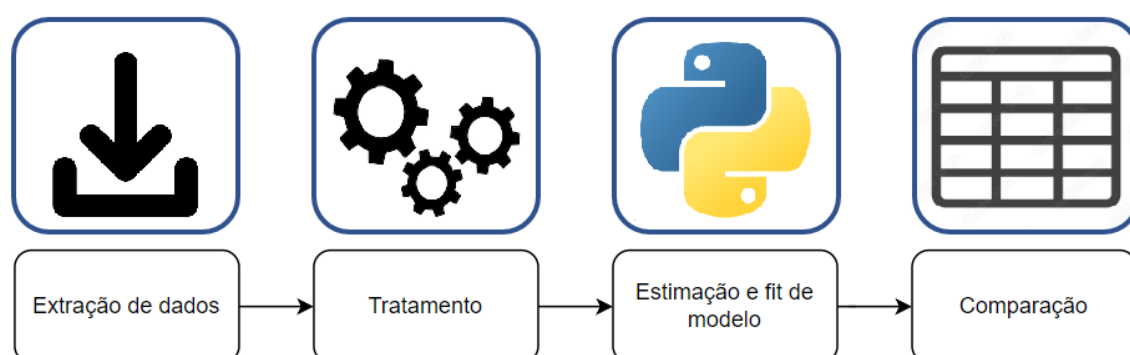 Extração de dados
Tratamento
Estimação e fit de
modelo
Comparação